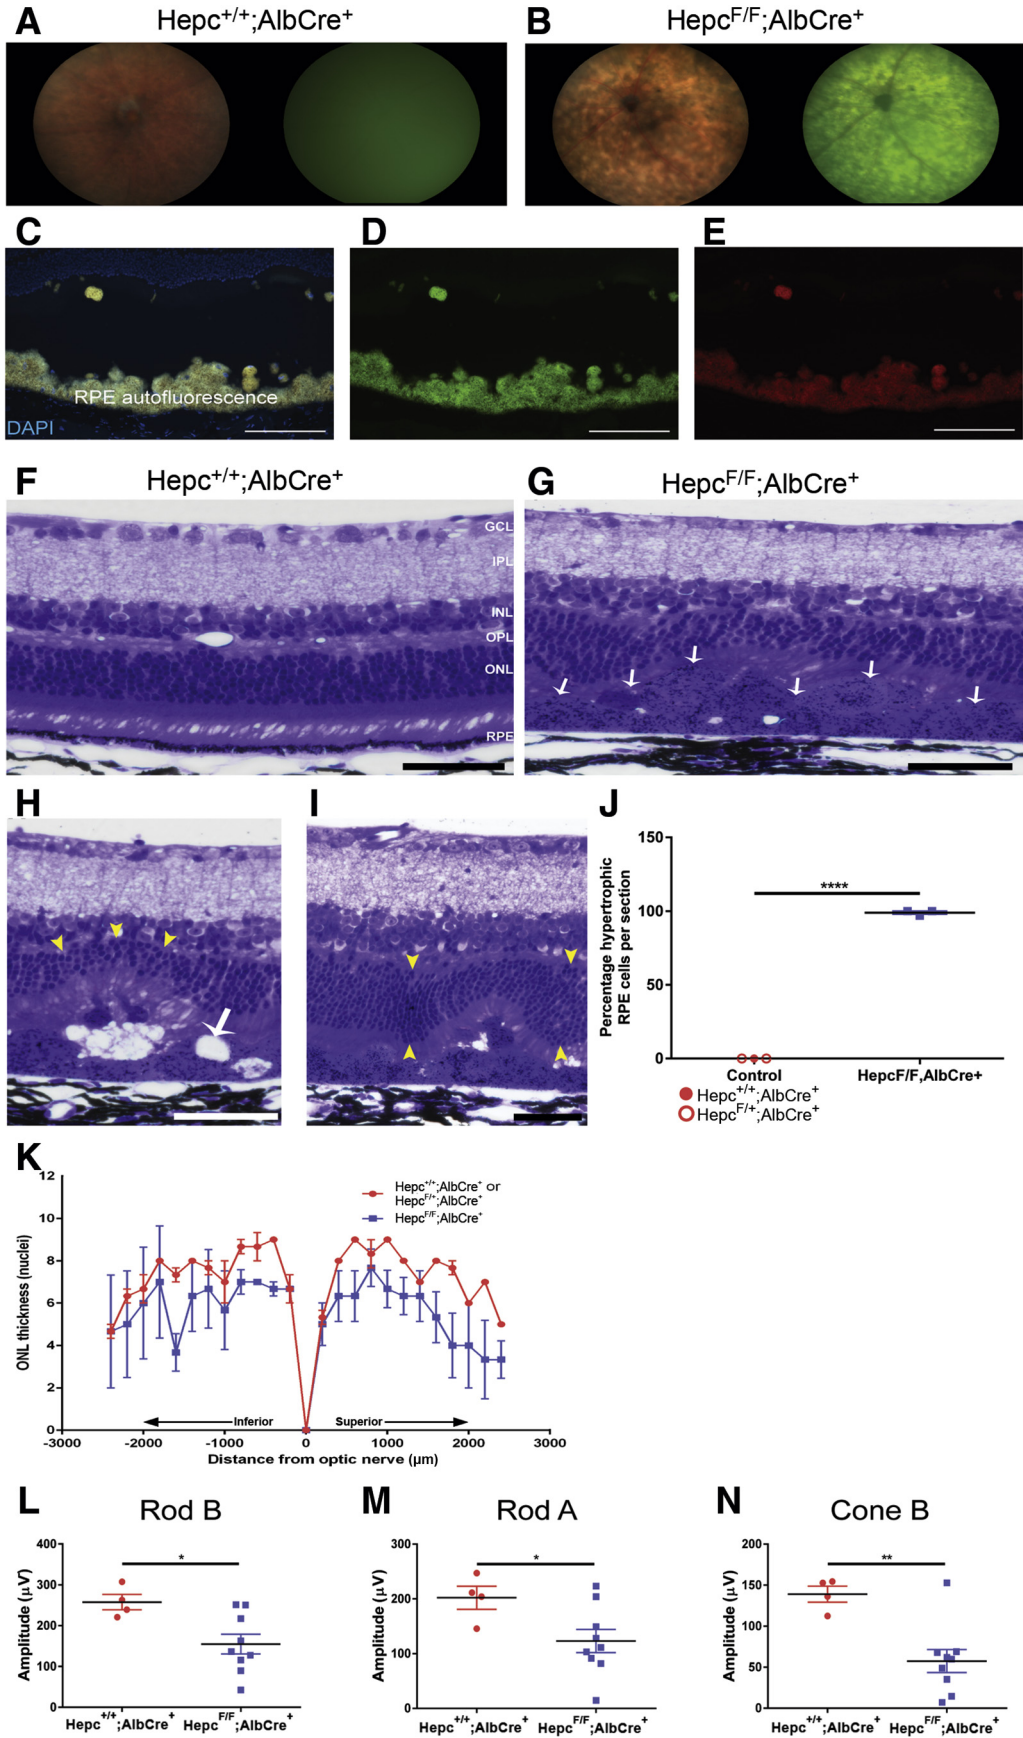 A
Hepc+/+;AlbCre+
B
HepcF/F;AlbCre+
C
D
E
RPE autofluorescence
DAPI
F
Hepc+/+;AlbCre+
G
HepcF/F;AlbCre+
GCL
IPL
INL
OPL
ONL
RPE
H
I
J
Percentage hypertrophic
RPE cells per section
150
100
50
0
****
Control
HepcF/F,AlbCre+
Hepc+/+;AlbCre+
HepcF/+;AlbCre+
K
ONL thickness (nuclei)
12
10
8
6
4
2
0
Hepc+/+;AlbCre+ or
HepcF/+;AlbCre+
HepcF/F;AlbCre+
Inferior
Superior
-3000
-2000
-1000
0
1000
2000
3000
Distance from optic nerve (μm)
L
Rod B
Amplitude (μV)
400
300
200
100
0
*
Hepc+/+;AlbCre+
HepcF/F;AlbCre+
M
Rod A
Amplitude (μV)
300
200
100
0
*
Hepc+/+;AlbCre+
HepcF/F;AlbCre+
N
Cone B
Amplitude (μV)
200
150
100
50
0
**
Hepc+/+;AlbCre+
HepcF/F;AlbCre+